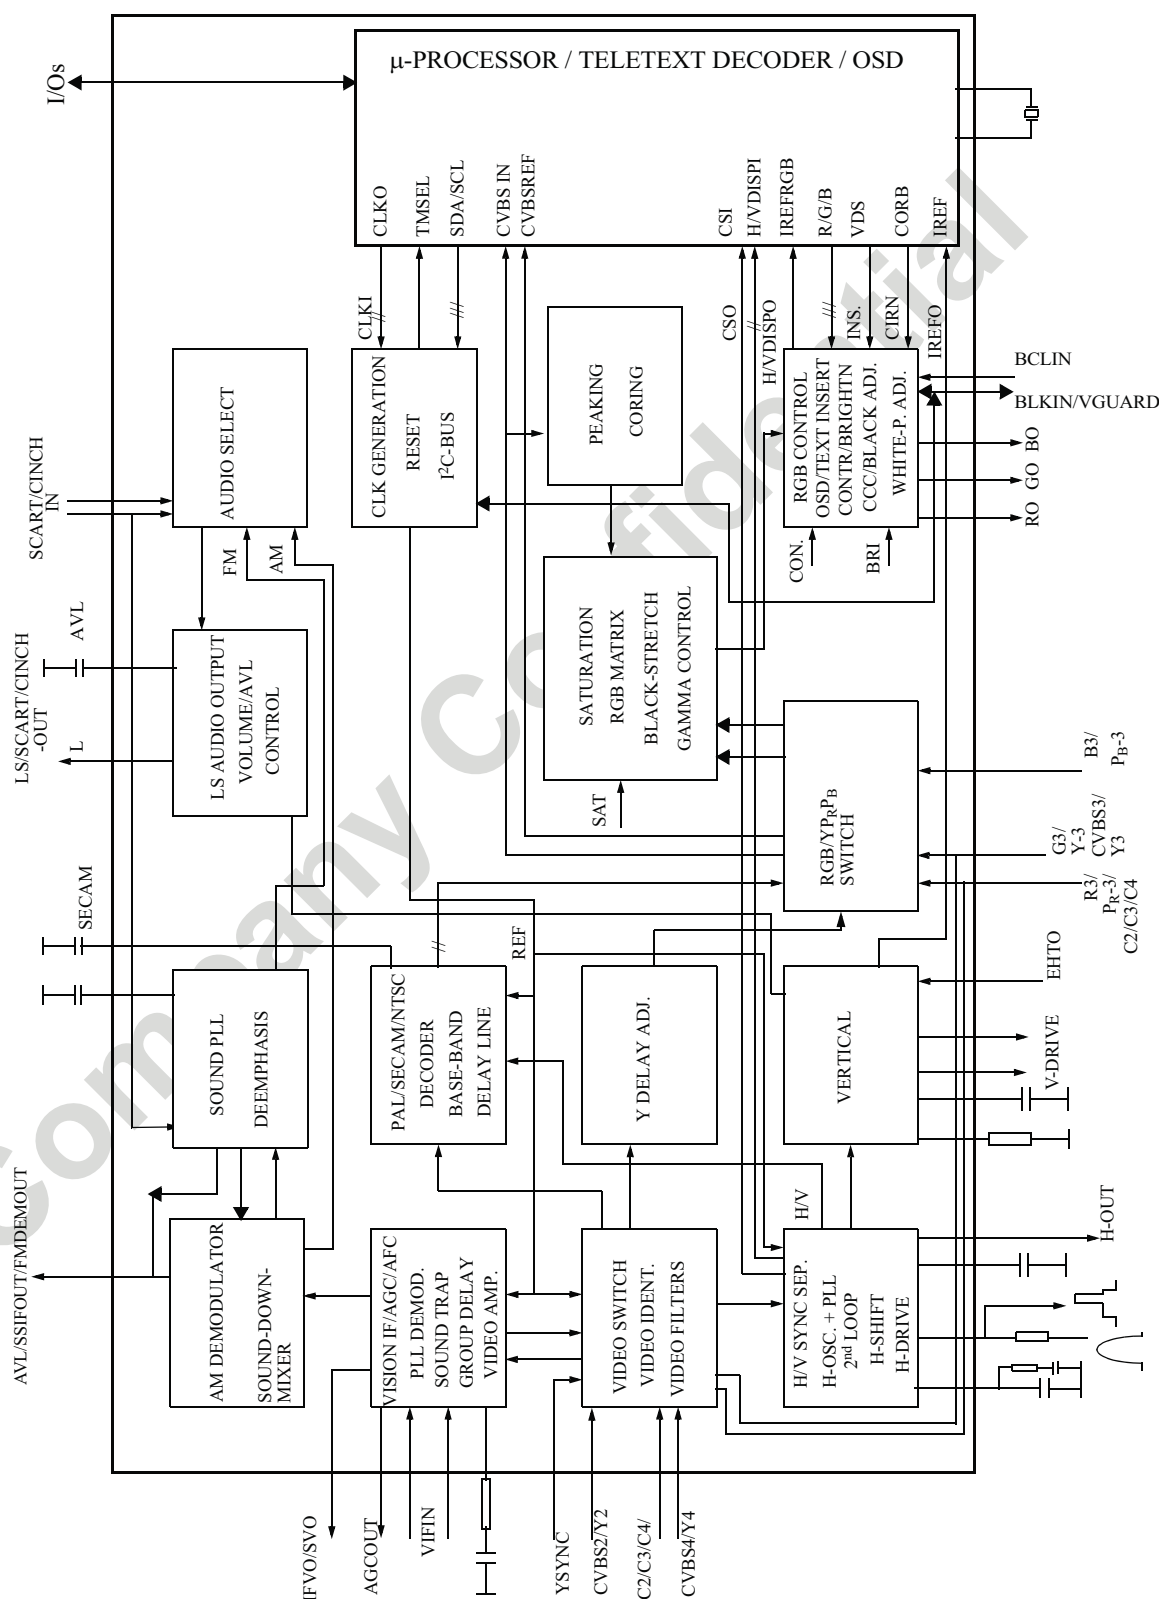 µ-PROCESSOR / TELETEXT DECODER / OSD
I/Os
CLKO
TMSEL
SDA/SCL
CVBS IN
CVBSREF
CSI
H/VDISPI
IREFRGB
R/G/B
VDS
CORB
IREF
CLKI
//
///
CSO
//
H/VDISPO
///
INS.
CIRN
IREFO
SCART/CINCH
IN
AUDIO SELECT
FM
AM
CLK GENERATION
RESET
I²C-BUS
PEAKING
CORING
RGB CONTROL
OSD/TEXT INSERT
CONTR/BRIGHTN
CCC/BLACK ADJ.
WHITE-P. ADJ.
BCLIN
BLKIN/VGUARD
BO
GO
RO
CON.
BRI
LS/SCART/CINCH
-OUT
AVL
L
LS AUDIO OUTPUT
VOLUME/AVL
CONTROL
SATURATION
RGB MATRIX
BLACK-STRETCH
GAMMA CONTROL
SAT
RGB/YPRPB
SWITCH
B3/
PB-3
G3/
Y-3
CVBS3/
Y3
R3/
PR-3/
C2/C3/C4
SECAM
SOUND PLL
DEEMPHASIS
//
REF
PAL/SECAM/NTSC
DECODER
BASE-BAND
DELAY LINE
Y DELAY ADJ.
VERTICAL
EHTO
V-DRIVE
AVL/SSIFOUT/FMDEMOUT
AM DEMODULATOR
SOUND-DOWN-
MIXER
VISION IF/AGC/AFC
PLL DEMOD.
SOUND TRAP
GROUP DELAY
VIDEO AMP.
VIDEO SWITCH
VIDEO IDENT.
VIDEO FILTERS
H/V
H/V SYNC SEP.
H-OSC. + PLL
2nd LOOP
H-SHIFT
H-DRIVE
H-OUT
IFVO/SVO
AGCOUT
VIFIN
YSYNC
CVBS2/Y2
C2/C3/C4/
CVBS4/Y4
Company Confidential